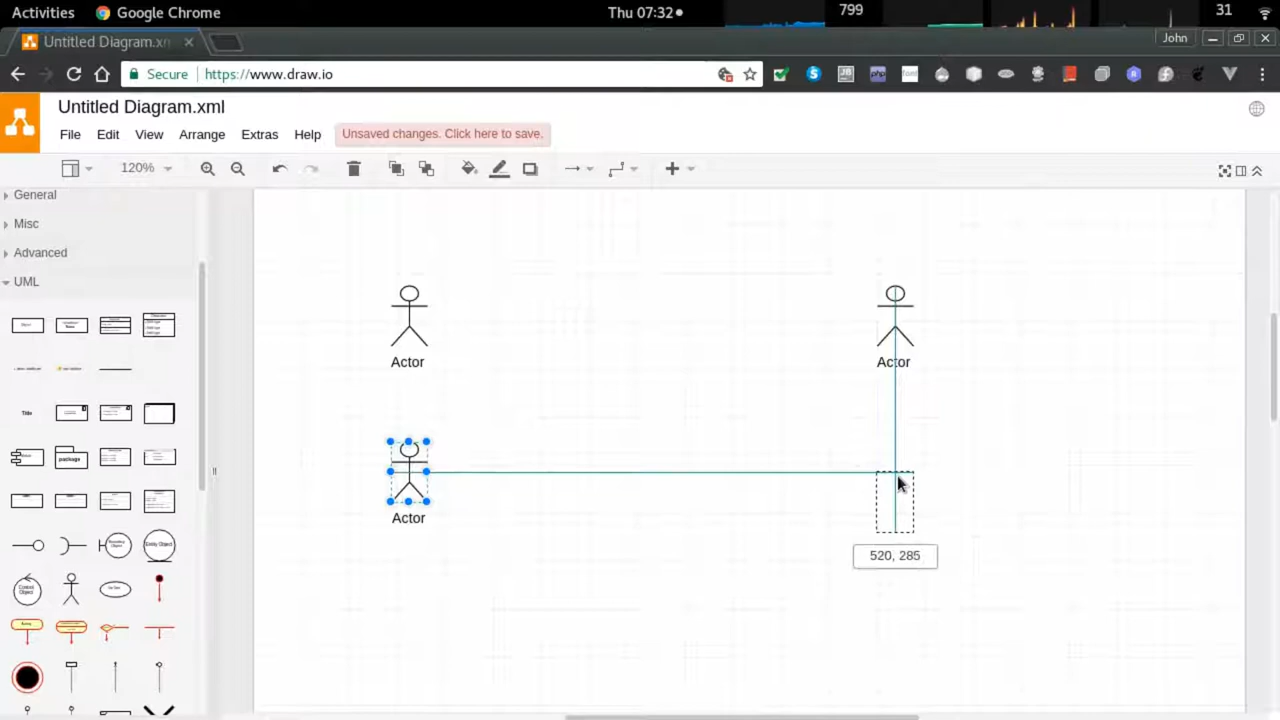 Activities Google Chrome Thu 07:32 799 31
Untitled Diagram.xm John
Secure https://www.draw.io
Untitled Diagram.xml
File Edit View Arrange Extras Help Unsaved changes. Click here to save.
120%
General
Misc
Advanced
UML
Title
package
Actor Actor
Actor
520, 285